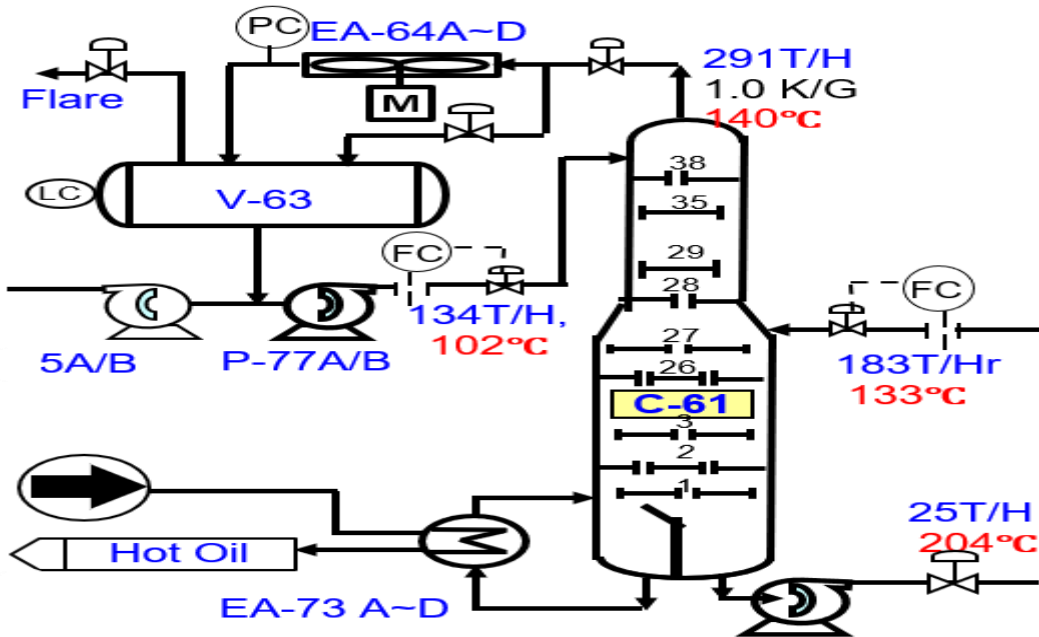 PC
EA-64A~D
M
Flare
291T/H
1.0 K/G
140℃
LC
V-63
38
35
29
28
27
26
C-61
3
2
1
FC
134T/H,
102℃
5A/B
P-77A/B
FC
183T/Hr
133℃
Hot Oil
EA-73 A~D
25T/H
204℃